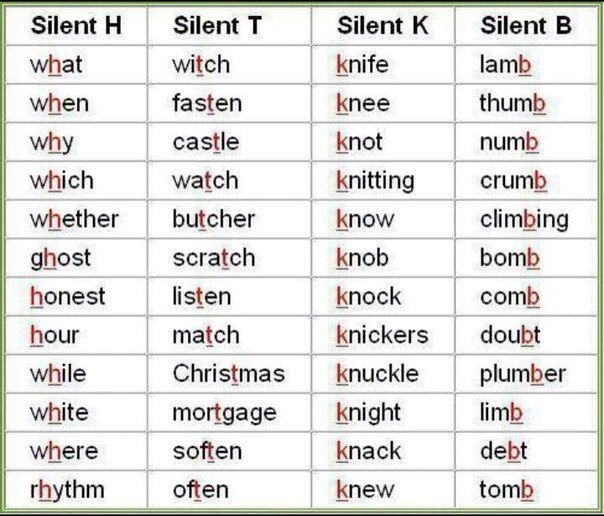 Silent H Silent T Silent K Silent B
what witch knife lamb
when fasten knee thumb
why castle knot numb
which watch knitting crumb
whether butcher know climbing
ghost scratch knob bomb
honest listen knock comb
hour match knickers doubt
while Christmas knuckle plumber
white mortgage knight limb
where soften knack debt
rhythm often knew tomb